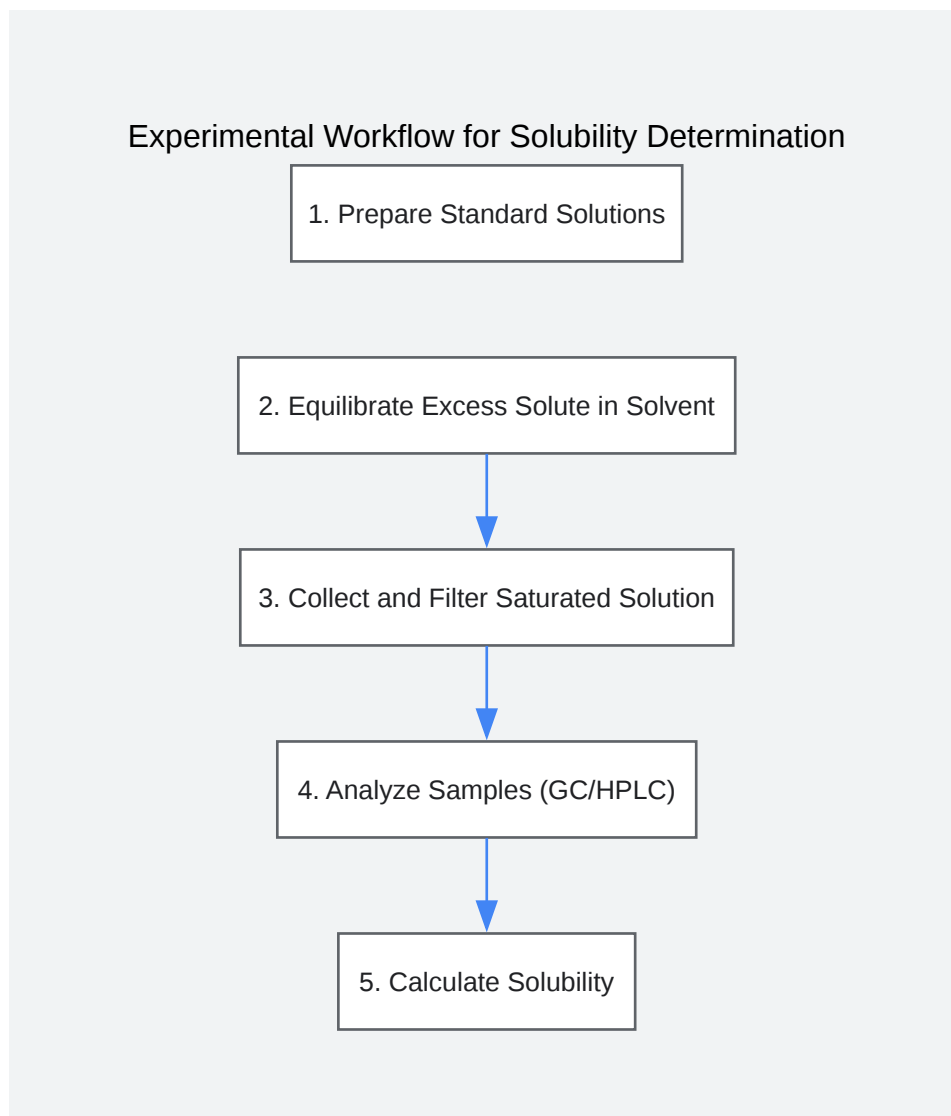 Experimental Workflow for Solubility Determination
1. Prepare Standard Solutions
2. Equilibrate Excess Solute in Solvent
3. Collect and Filter Saturated Solution
4. Analyze Samples (GC/HPLC)
5. Calculate Solubility